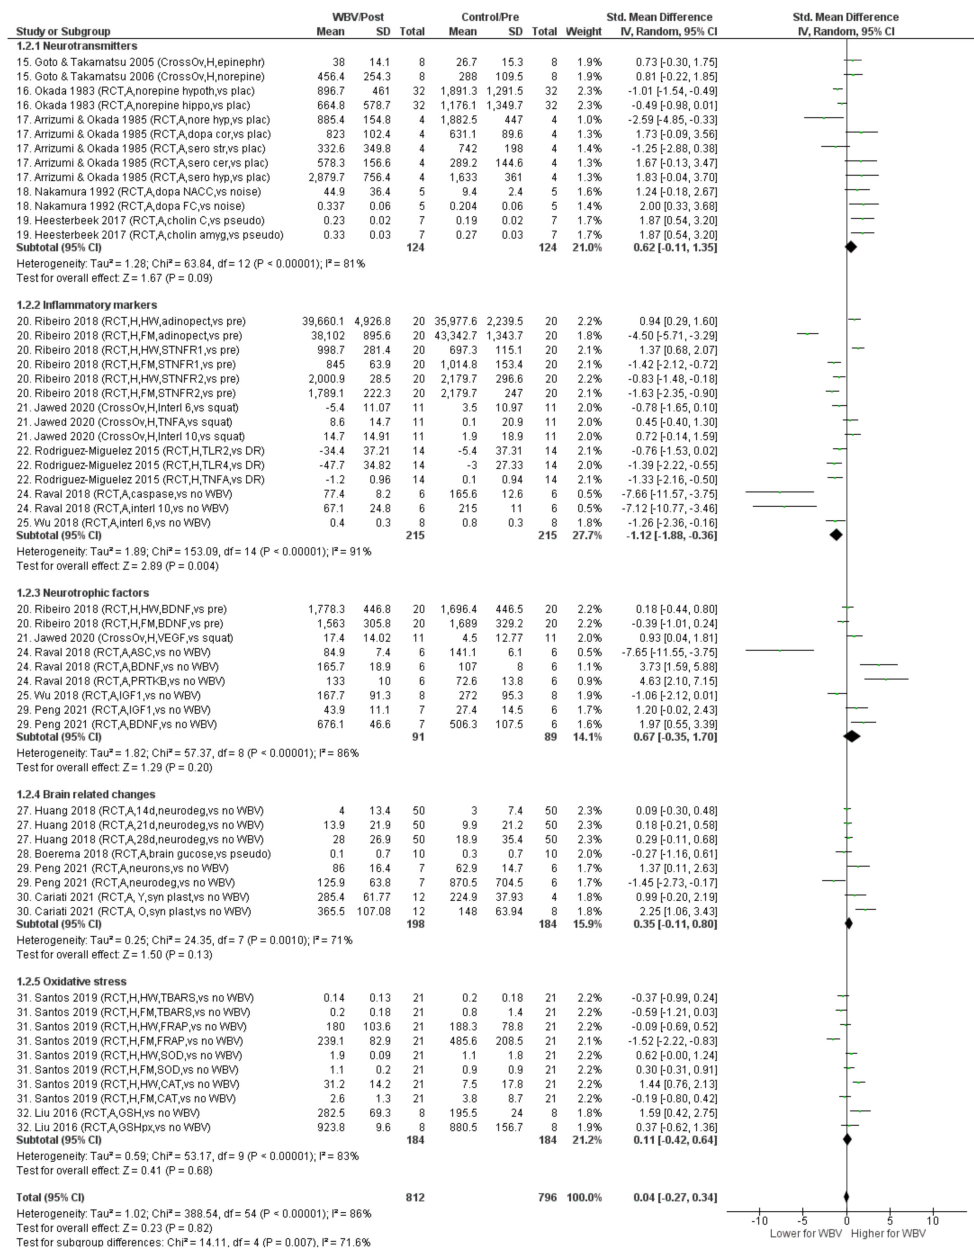 WBV/Post Control/Pre Std. Mean Difference Std. Mean Difference
Study or Subgroup Mean SD Total Mean SD Total Weight IV, Random, 95% CI IV, Random, 95% CI
1.2.1 Neurotransmitters
15. Goto & Takamatsu 2005 (CrossOv,H,epinephr) 38 14.1 8 26.7 15.3 8 1.9% 0.73 [-0.30, 1.75]
15. Goto & Takamatsu 2006 (CrossOv,H,norepine) 456.4 254.3 8 288 109.5 8 1.9% 0.81 [-0.22, 1.85]
16. Okada 1983 (RCT,A,norepine hypoth,vs plac) 896.7 461 32 1,891.3 1,291.5 32 2.3% -1.01 [-1.54, -0.49]
16. Okada 1983 (RCT,A,norepine hippo,vs plac) 664.8 578.7 32 1,176.1 1,349.7 32 2.3% -0.49 [-0.98, 0.01]
17. Arrizumi & Okada 1985 (RCT,A,nore hyp,vs plac) 885.4 154.8 4 1,882.5 447 4 1.0% -2.59 [-4.85, -0.33]
17. Arrizumi & Okada 1985 (RCT,A,dopa cor,vs plac) 823 102.4 4 631.1 89.6 4 1.3% 1.73 [-0.09, 3.56]
17. Arrizumi & Okada 1985 (RCT,A,sero str,vs plac) 332.6 349.8 4 742 198 4 1.4% -1.25 [-2.88, 0.38]
17. Arrizumi & Okada 1985 (RCT,A,sero cer,vs plac) 578.3 156.6 4 289.2 144.6 4 1.3% 1.67 [-0.13, 3.47]
17. Arrizumi & Okada 1985 (RCT,A,sero hyp,vs plac) 2,879.7 756.4 4 1,633 361 4 1.2% 1.83 [-0.04, 3.70]
18. Nakamura 1992 (RCT,A,dopa NACC,vs noise) 44.9 36.4 5 9.4 2.4 5 1.5% 1.24 [-0.18, 2.67]
18. Nakamura 1992 (RCT,A,dopa FC,vs noise) 0.337 0.06 5 0.204 0.06 5 1.4% 2.00 [0.33, 3.68]
19. Heesterbeek 2017 (RCT,A,cholin C,vs pseudo) 0.23 0.02 7 0.19 0.02 7 1.7% 1.87 [0.54, 3.20]
19. Heesterbeek 2017 (RCT,A,cholin amyg,vs pseudo) 0.33 0.03 7 0.27 0.03 7 1.7% 1.87 [0.54, 3.20]
Subtotal (95% CI) 124 124 21.0% 0.62 [-0.11, 1.35]
Heterogeneity: Tau² = 1.28; Chi² = 63.84, df = 12 (P < 0.00001); I² = 81%
Test for overall effect: Z = 1.67 (P = 0.09)
1.2.2 Inflammatory markers
20. Ribeiro 2018 (RCT,H,HW,adinopect,vs pre) 39,660.1 4,926.8 20 35,977.6 2,239.5 20 2.2% 0.94 [0.29, 1.60]
20. Ribeiro 2018 (RCT,H,FM,adinopect,vs pre) 38,102 895.6 20 43,342.7 1,343.7 20 1.8% -4.50 [-5.71, -3.29]
20. Ribeiro 2018 (RCT,H,HW,STNFR1,vs pre) 998.7 281.4 20 697.3 115.1 20 2.1% 1.37 [0.68, 2.07]
20. Ribeiro 2018 (RCT,H,FM,STNFR1,vs pre) 845 63.9 20 1,014.8 153.4 20 2.1% -1.42 [-2.12, -0.72]
20. Ribeiro 2018 (RCT,H,HW,STNFR2,vs pre) 2,000.9 28.5 20 2,179.7 296.6 20 2.2% -0.83 [-1.48, -0.18]
20. Ribeiro 2018 (RCT,H,FM,STNFR2,vs pre) 1,789.1 222.3 20 2,179.7 247 20 2.1% -1.63 [-2.35, -0.90]
21. Jawed 2020 (CrossOv,H,Interl 6,vs squat) -5.4 11.07 11 3.5 10.97 11 2.0% -0.78 [-1.65, 0.10]
21. Jawed 2020 (CrossOv,H,TNFA,vs squat) 8.6 14.7 11 0.1 20.9 11 2.0% 0.45 [-0.40, 1.30]
21. Jawed 2020 (CrossOv,H,Interl 10,vs squat) 14.7 14.91 11 1.9 18.9 11 2.0% 0.72 [-0.14, 1.59]
22. Rodriguez-Miguelez 2015 (RCT,H,TLR2,vs DR) -34.4 37.21 14 -5.4 37.31 14 2.1% -0.76 [-1.53, 0.02]
22. Rodriguez-Miguelez 2015 (RCT,H,TLR4,vs DR) -47.7 34.82 14 -3 27.33 14 2.0% -1.39 [-2.22, -0.55]
22. Rodriguez-Miguelez 2015 (RCT,H,TNFA,vs DR) -1.2 0.96 14 0.1 0.94 14 2.0% -1.33 [-2.16, -0.50]
24. Raval 2018 (RCT,A,caspase,vs no WBV) 77.4 8.2 6 165.6 12.6 6 0.5% -7.66 [-11.57, -3.75]
24. Raval 2018 (RCT,A,interl 10,vs no WBV) 67.1 24.8 6 215 11 6 0.6% -7.12 [-10.77, -3.46]
25. Wu 2018 (RCT,A,interl 6,vs no WBV) 0.4 0.3 8 0.8 0.3 8 1.8% -1.26 [-2.36, -0.16]
Subtotal (95% CI) 215 215 27.7% -1.12 [-1.88, -0.36]
Heterogeneity: Tau² = 1.89; Chi² = 153.09, df = 14 (P < 0.00001); I² = 91%
Test for overall effect: Z = 2.89 (P = 0.004)
1.2.3 Neurotrophic factors
20. Ribeiro 2018 (RCT,H,HW,BDNF,vs pre) 1,778.3 446.8 20 1,696.4 446.5 20 2.2% 0.18 [-0.44, 0.80]
20. Ribeiro 2018 (RCT,H,FM,BDNF,vs pre) 1,563 305.8 20 1,689 329.2 20 2.2% -0.39 [-1.01, 0.24]
21. Jawed 2020 (CrossOv,H,VEGF,vs squat) 17.4 14.02 11 4.5 12.77 11 2.0% 0.93 [0.04, 1.81]
24. Raval 2018 (RCT,A,ASC,vs no WBV) 84.9 7.4 6 141.1 6.1 6 0.5% -7.65 [-11.55, -3.75]
24. Raval 2018 (RCT,A,BDNF,vs no WBV) 165.7 18.9 6 107 8 6 1.1% 3.73 [1.59, 5.88]
24. Raval 2018 (RCT,A,PRTKB,vs no WBV) 133 10 6 72.6 13.8 6 0.9% 4.63 [2.10, 7.15]
25. Wu 2018 (RCT,A,IGF1,vs no WBV) 167.7 91.3 8 272 95.3 8 1.8% -1.06 [-2.12, 0.01]
29. Peng 2021 (RCT,A,IGF1,vs no WBV) 43.9 11.1 7 27.4 14.5 6 1.7% 1.20 [-0.02, 2.43]
29. Peng 2021 (RCT,A,BDNF,vs no WBV) 676.1 46.6 7 506.3 107.5 6 1.6% 1.97 [0.55, 3.39]
Subtotal (95% CI) 91 89 14.1% 0.67 [-0.35, 1.70]
Heterogeneity: Tau² = 1.82; Chi² = 57.37, df = 8 (P < 0.00001); I² = 86%
Test for overall effect: Z = 1.29 (P = 0.20)
1.2.4 Brain related changes
27. Huang 2018 (RCT,A,14d,neurodeg,vs no WBV) 4 13.4 50 3 7.4 50 2.3% 0.09 [-0.30, 0.48]
27. Huang 2018 (RCT,A,21d,neurodeg,vs no WBV) 13.9 21.9 50 9.9 21.2 50 2.3% 0.18 [-0.21, 0.58]
27. Huang 2018 (RCT,A,28d,neurodeg,vs no WBV) 28 26.9 50 18.9 35.4 50 2.3% 0.29 [-0.11, 0.68]
28. Boerema 2018 (RCT,A,brain gucose,vs pseudo) 0.1 0.7 10 0.3 0.7 10 2.0% -0.27 [-1.16, 0.61]
29. Peng 2021 (RCT,A,neurons,vs no WBV) 86 16.4 7 62.9 14.7 6 1.7% 1.37 [0.11, 2.63]
29. Peng 2021 (RCT,A,neurodeg,vs no WBV) 125.9 63.8 7 870.5 704.5 6 1.7% -1.45 [-2.73, -0.17]
30. Cariati 2021 (RCT,A, Y,syn plast,vs no WBV) 285.4 61.77 12 224.9 37.93 4 1.8% 0.99 [-0.20, 2.19]
30. Cariati 2021 (RCT,A, O,syn plast,vs no WBV) 365.5 107.08 12 148 63.94 8 1.8% 2.25 [1.06, 3.43]
Subtotal (95% CI) 198 184 15.9% 0.35 [-0.11, 0.80]
Heterogeneity: Tau² = 0.25; Chi² = 24.35, df = 7 (P = 0.0010); I² = 71%
Test for overall effect: Z = 1.50 (P = 0.13)
1.2.5 Oxidative stress
31. Santos 2019 (RCT,H,HW,TBARS,vs no WBV) 0.14 0.13 21 0.2 0.18 21 2.2% -0.37 [-0.99, 0.24]
31. Santos 2019 (RCT,H,FM,TBARS,vs no WBV) 0.2 0.18 21 0.8 1.4 21 2.2% -0.59 [-1.21, 0.03]
31. Santos 2019 (RCT,H,HW,FRAP,vs no WBV) 180 103.6 21 188.3 78.8 21 2.2% -0.09 [-0.69, 0.52]
31. Santos 2019 (RCT,H,FM,FRAP,vs no WBV) 239.1 82.9 21 485.6 208.5 21 2.2% -1.52 [-2.22, -0.83]
31. Santos 2019 (RCT,H,HW,SOD,vs no WBV) 1.9 0.09 21 1.1 1.8 21 2.2% 0.62 [-0.00, 1.24]
31. Santos 2019 (RCT,H,FM,SOD,vs no WBV) 1.1 0.2 21 0.9 0.9 21 2.2% 0.30 [-0.31, 0.91]
31. Santos 2019 (RCT,H,HW,CAT,vs no WBV) 31.2 14.2 21 7.5 17.8 21 2.2% 1.44 [0.76, 2.13]
31. Santos 2019 (RCT,H,FM,CAT,vs no WBV) 2.6 1.3 21 3.8 8.7 21 2.2% -0.19 [-0.80, 0.42]
32. Liu 2016 (RCT,A,GSH,vs no WBV) 282.5 69.3 8 195.5 24 8 1.8% 1.59 [0.42, 2.75]
32. Liu 2016 (RCT,A,GSHpx,vs no WBV) 923.8 9.6 8 880.5 156.7 8 2.0% 0.37 [-0.62, 1.36]
Subtotal (95% CI) 184 184 21.2% 0.11 [-0.42, 0.64]
Heterogeneity: Tau² = 0.59; Chi² = 53.17, df = 9 (P < 0.00001); I² = 83%
Test for overall effect: Z = 0.41 (P = 0.68)
Total (95% CI) 812 796 100.0% 0.04 [-0.27, 0.34]
Heterogeneity: Tau² = 1.02; Chi² = 388.54, df = 54 (P < 0.00001); I² = 86%
Test for overall effect: Z = 0.23 (P = 0.82)
Test for subgroup differences: Chi² = 14.11, df = 4 (P = 0.007), I² = 71.6%
-10 -5 0 5 10
Lower for WBV Higher for WBV